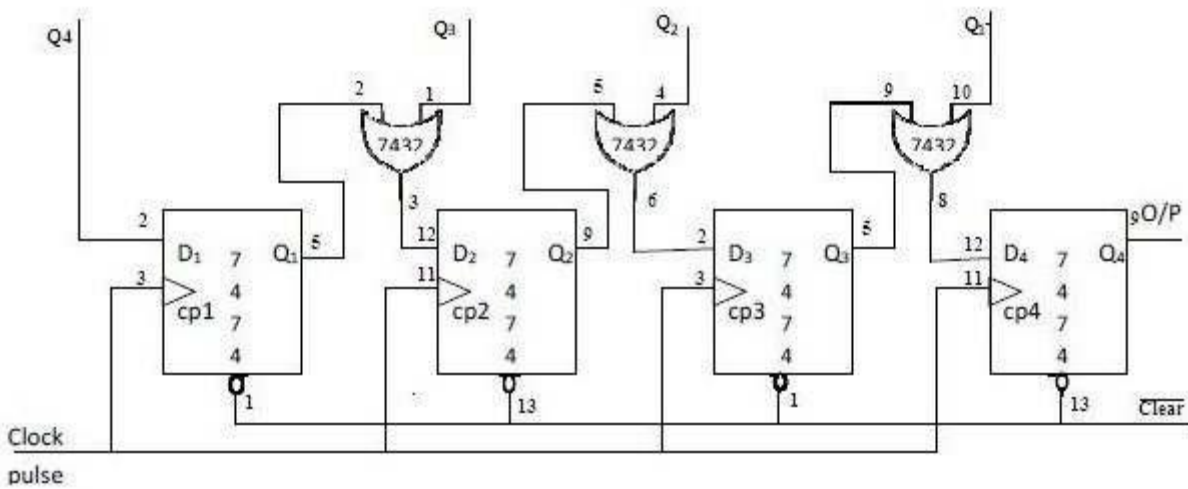 Q4 Q3 Q2 Q1
2 1 5 4 9 10
7432 7432 7432
3 6 8
2 5 12 9 2 5 12 9 O/P
D1 7 Q1 D2 7 Q2 D3 7 Q3 D4 7 Q4
3 4 11 4 3 4 11 4
cp1 7 cp2 7 cp3 7 cp4 7
4 4 4 4
1 13 1 13 Clear
Clock
pulse